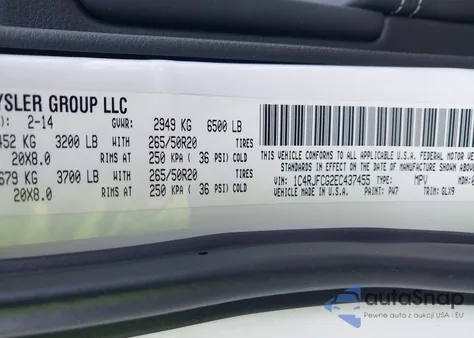 YSLER GROUP LLC
): 2-14 GVWR: 2949 KG 6500 LB
452 KG 3200 LB WITH 265/50R20 TIRES
20X8.0 RIMS AT 250 KPA ( 36 PSI) COLD
679 KG 3700 LB WITH 265/50R20 TIRES
20X8.0 RIMS AT 250 KPA ( 36 PSI) COLD
THIS VEHICLE CONFORMS TO ALL APPLICABLE U.S.A. FEDERAL MOTOR VE
THEFT PREVENTION STANDARDS IN EFFECT ON THE DATE OF MANUFACTURE SHOWN
VIN: 1C4RJFCG2EC437455 TYPE: MPV
VEHICLE MADE IN U.S.A. PAINT: PW7 TRIM: GLX9
autoSnap
Pewne auta z aukcji USA i EU